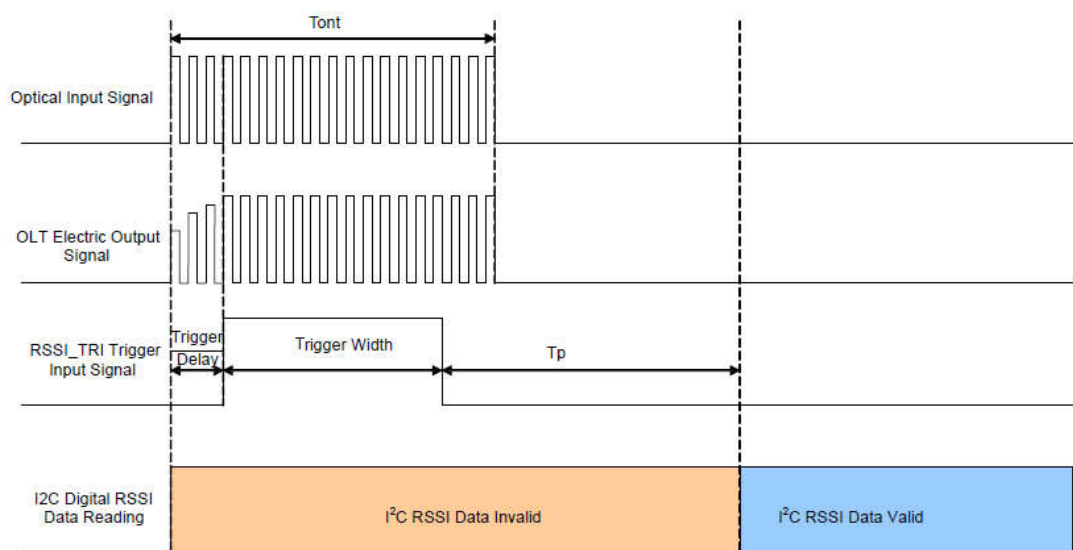 Tont
Optical Input Signal
OLT Electric Output
Signal
RSSI_TRI Trigger
Input Signal
Trigger
Delay
Trigger Width
Tp
I2C Digital RSSI
Data Reading
I²C RSSI Data Invalid
I²C RSSI Data Valid